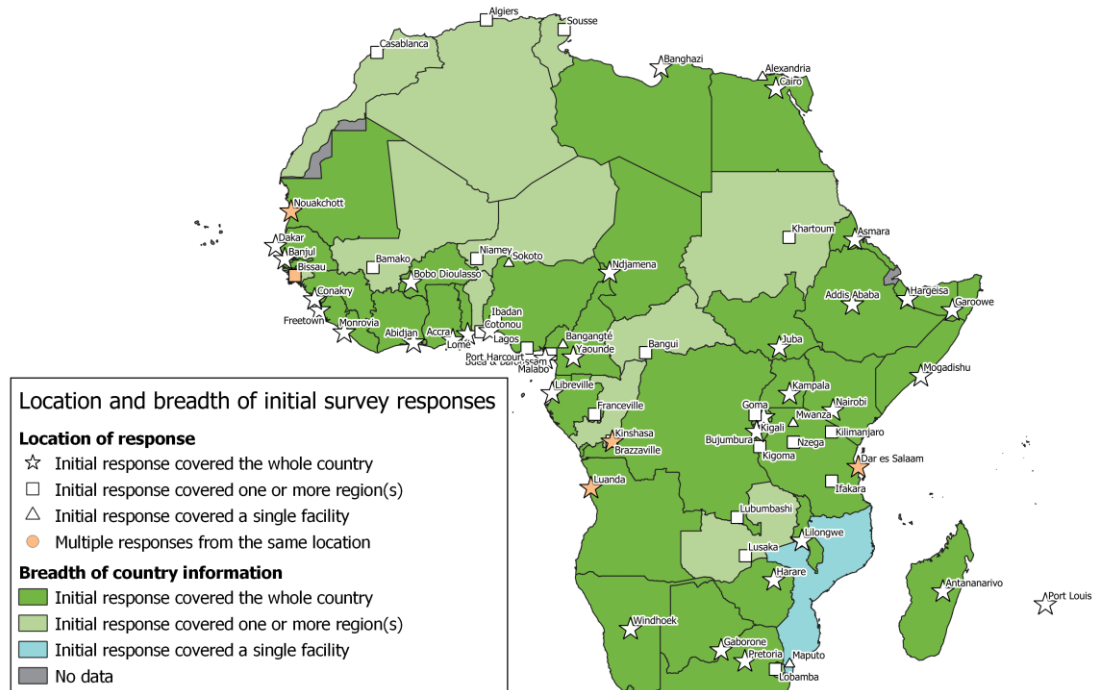 Algiers
Sousse
Casablanca
Banghazi
Alexandria
Cairo
Nouakchott
Khartoum
Asmara
Dakar
Banjul
Bissau
Bamako
Niamey
Sokoto
Bobo Dioulasso
Ndjamena
Conakry
Addis Ababa
Hargeisa
Garoowe
Freetown
Monrovia
Abidjan
Accra
Lome
Ibadan
Cotonou
Lagos
Port Harcourt
Malabo
Bangangté
Yaounde
Bangui
Juba
Mogadishu
Libreville
Kampala
Nairobi
Franceville
Goma
Mwanza
Kigali
Kilimanjaro
Kinshasa
Brazzaville
Bujumbura
Nzega
Kigoma
Dar es Salaam
Luanda
Ifakara
Lubumbashi
Lilongwe
Lusaka
Harare
Antananarivo
Port Louis
Windhoek
Gaborone
Pretoria
Maputo
Lobamba
Location and breadth of initial survey responses
Location of response
Initial response covered the whole country
Initial response covered one or more region(s)
Initial response covered a single facility
Multiple responses from the same location
Breadth of country information
Initial response covered the whole country
Initial response covered one or more region(s)
Initial response covered a single facility
No data